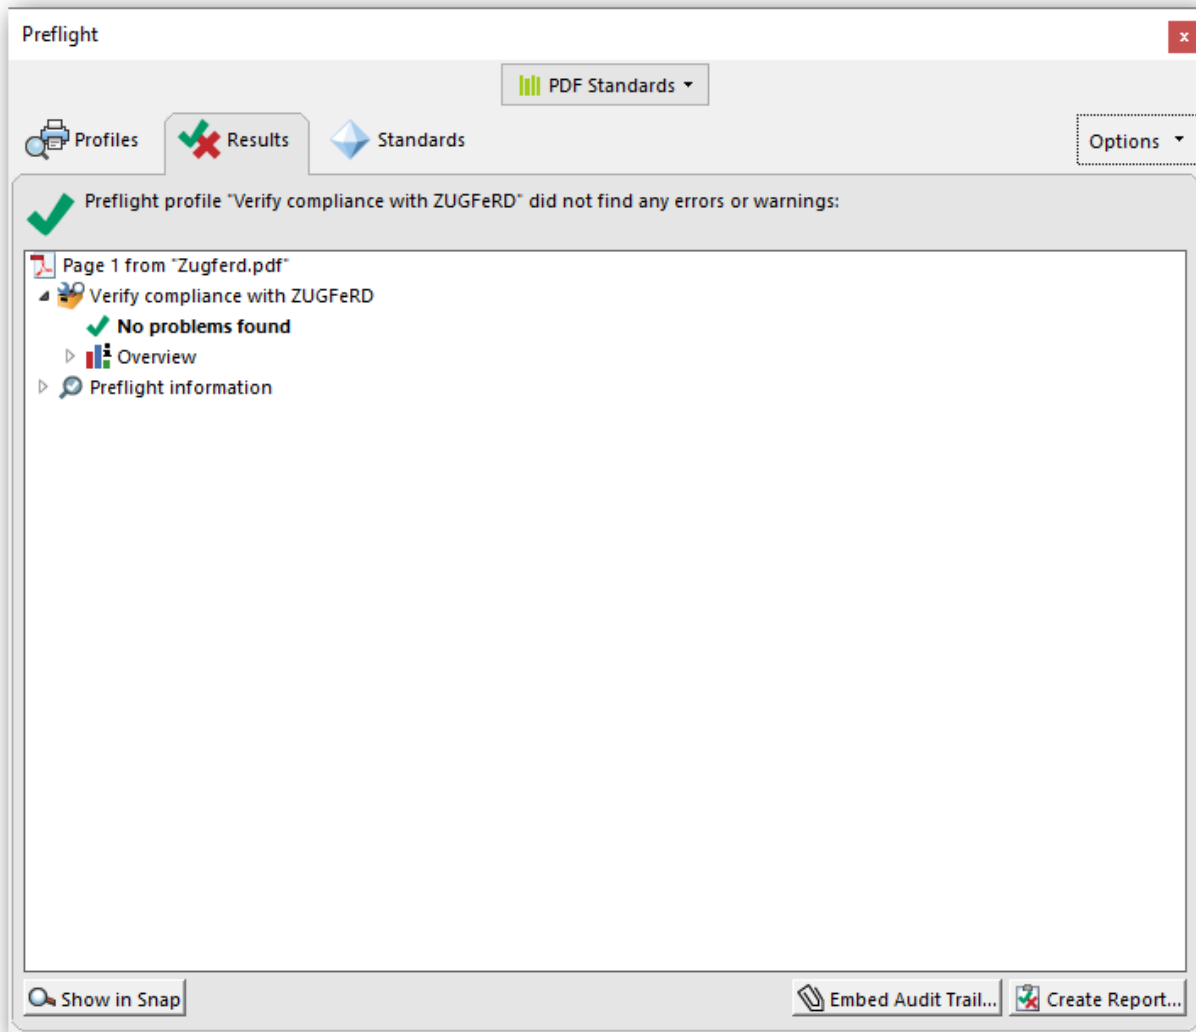 Preflight
x
PDF Standards
Profiles
Results
Standards
Options
Preflight profile "Verify compliance with ZUGFeRD" did not find any errors or warnings:
Page 1 from "Zugferd.pdf"
Verify compliance with ZUGFeRD
No problems found
Overview
Preflight information
Show in Snap
Embed Audit Trail...
Create Report...